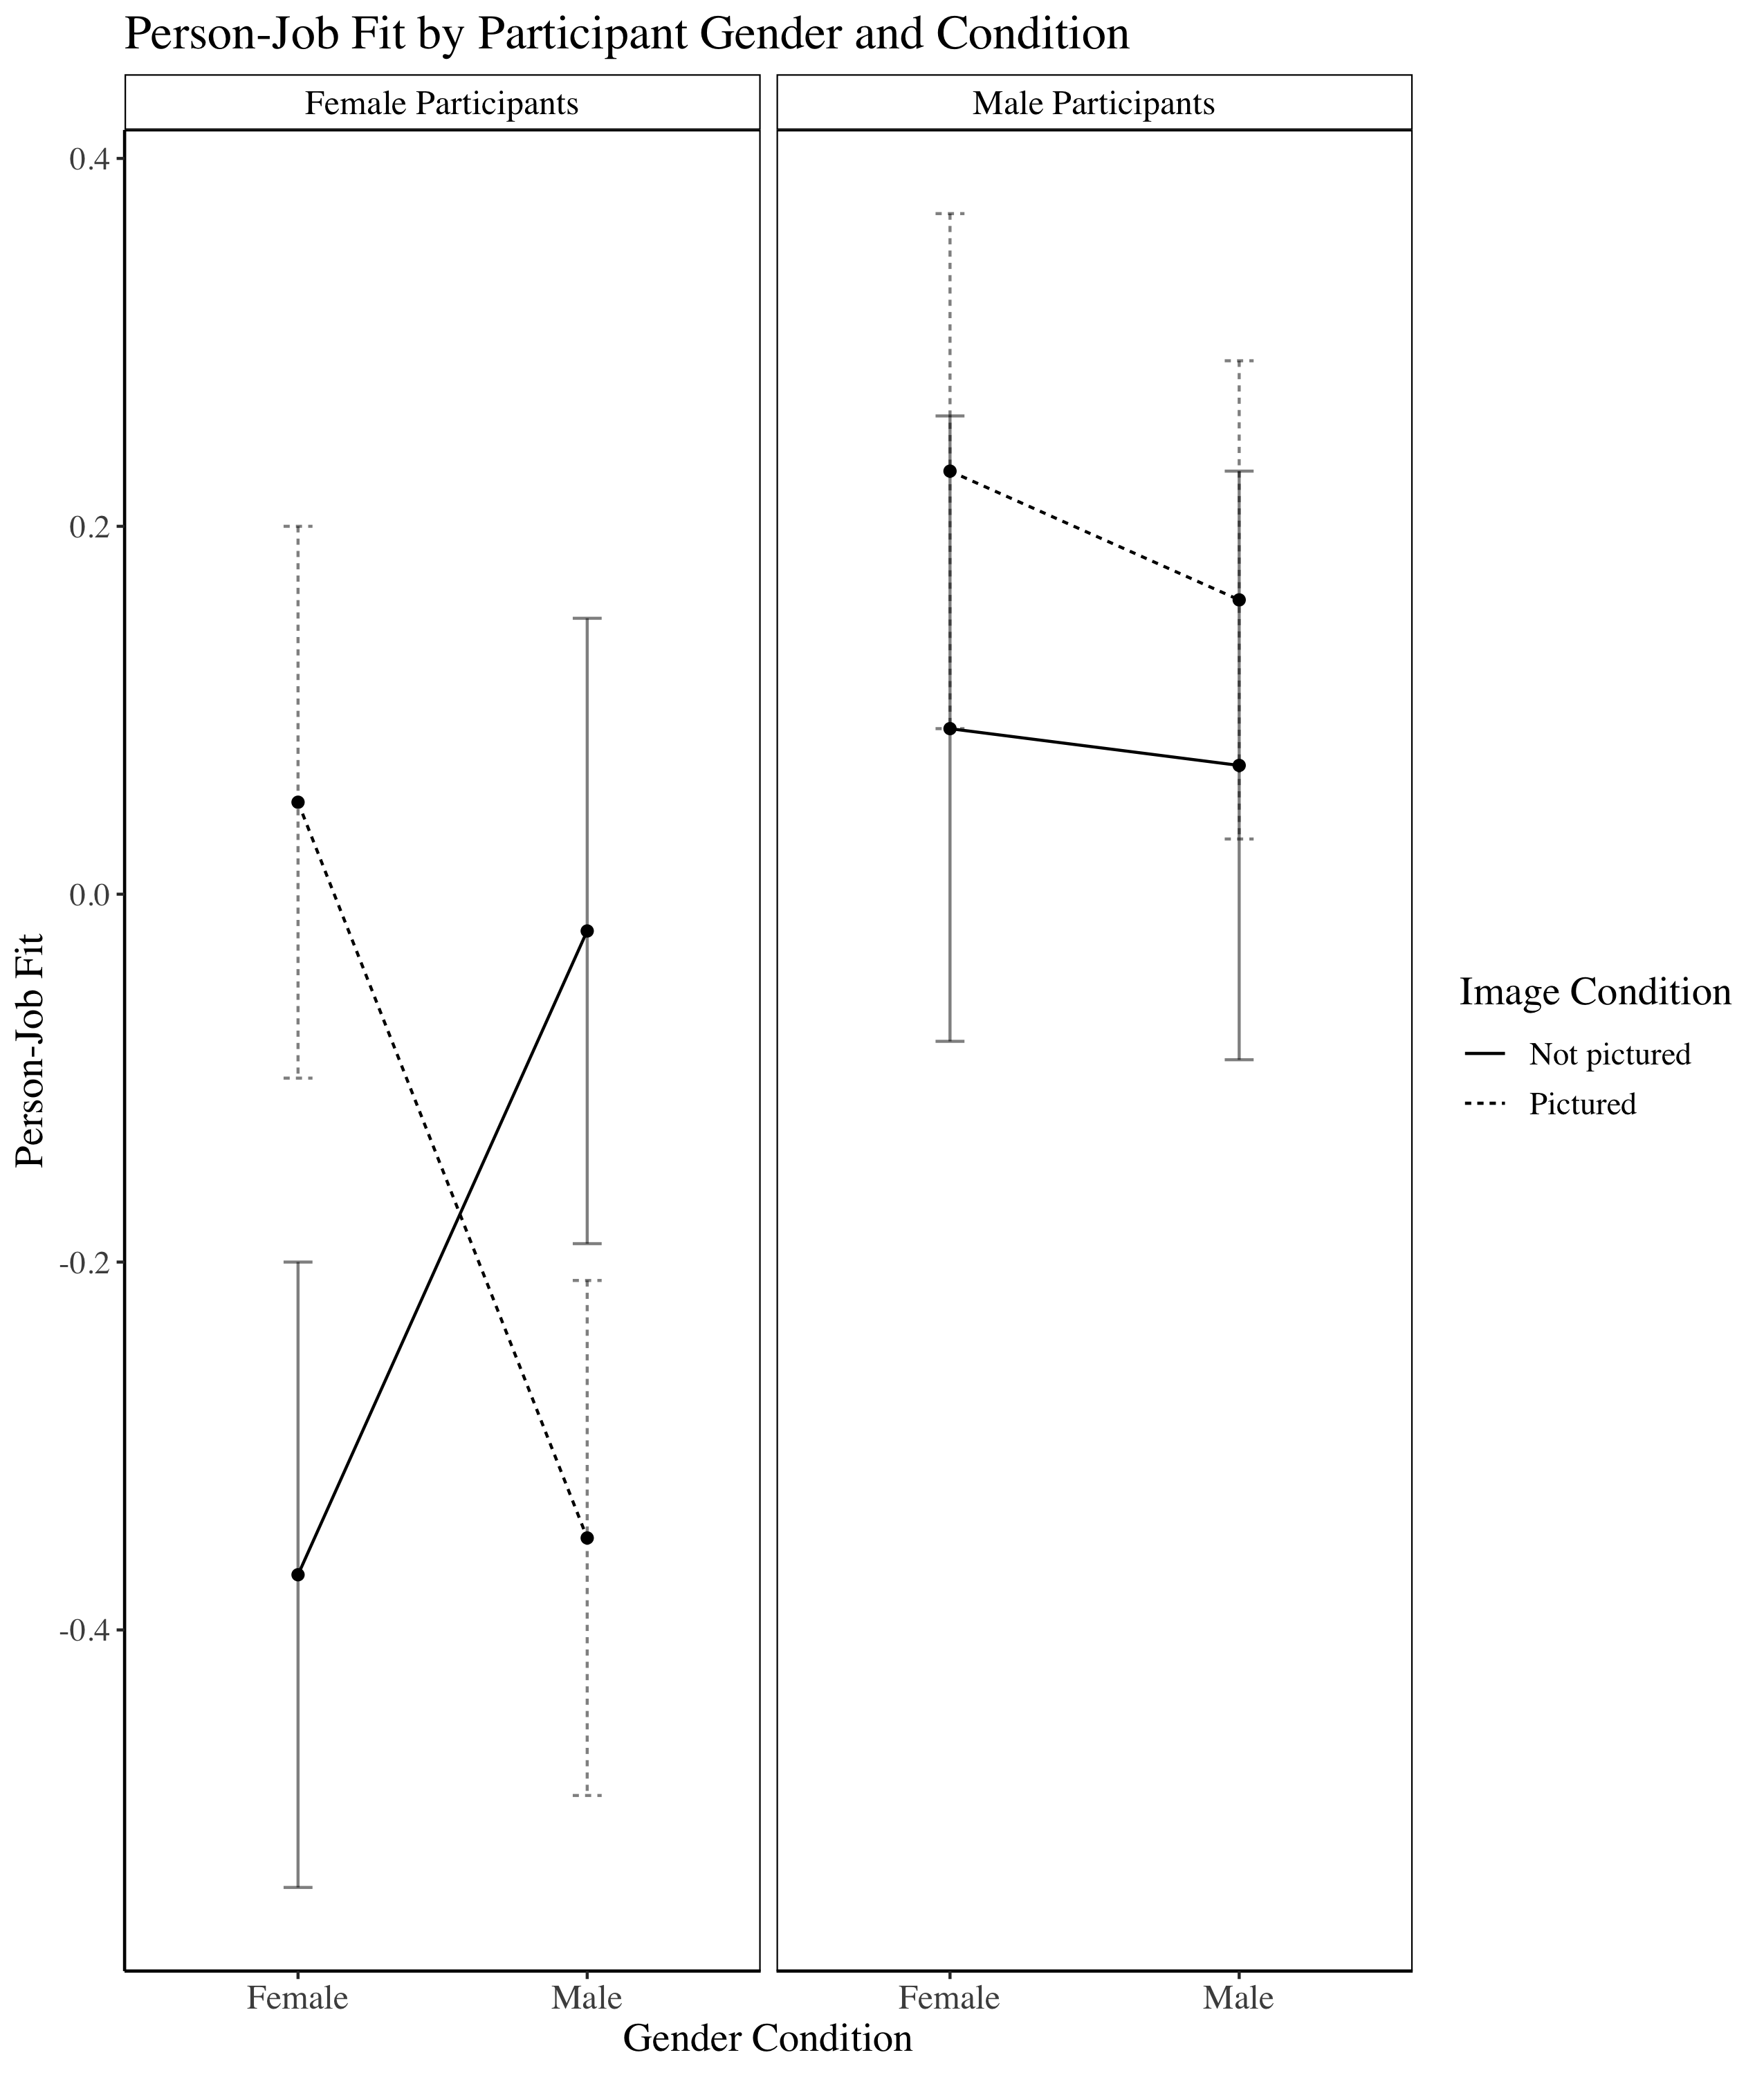 Person-Job Fit by Participant Gender and Condition
Female Participants
Male Participants
0.4
0.2
0.0
-0.2
-0.4
Person-Job Fit
Female
Male
Female
Male
Gender Condition
Image Condition
Not pictured
Pictured